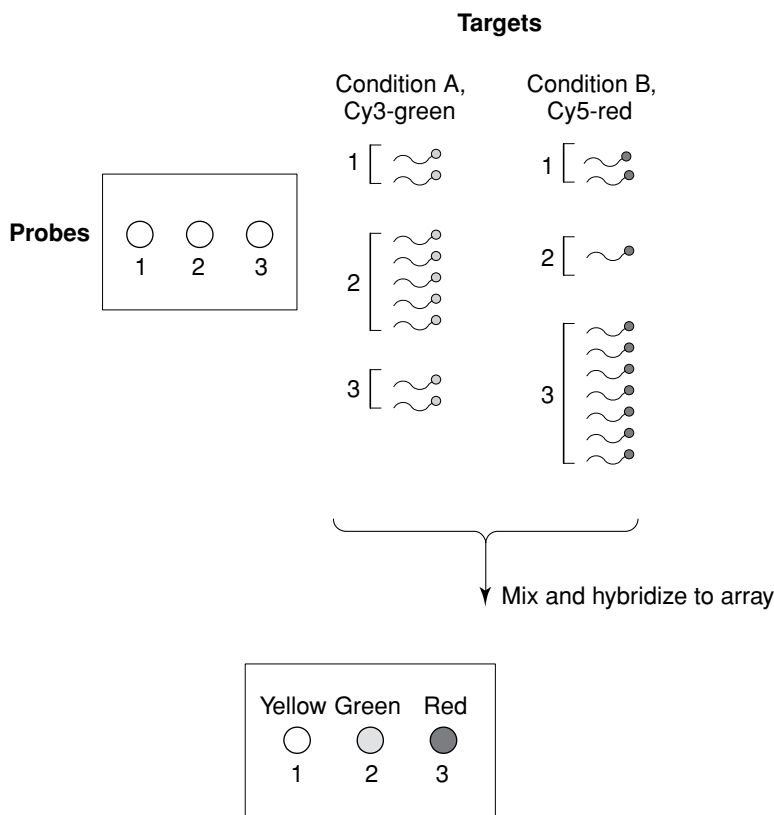 Targets
Condition A,
Cy3-green
Condition B,
Cy5-red
Probes
1 2 3
1
2
3
1
2
3
Mix and hybridize to array
Yellow Green Red
1 2 3